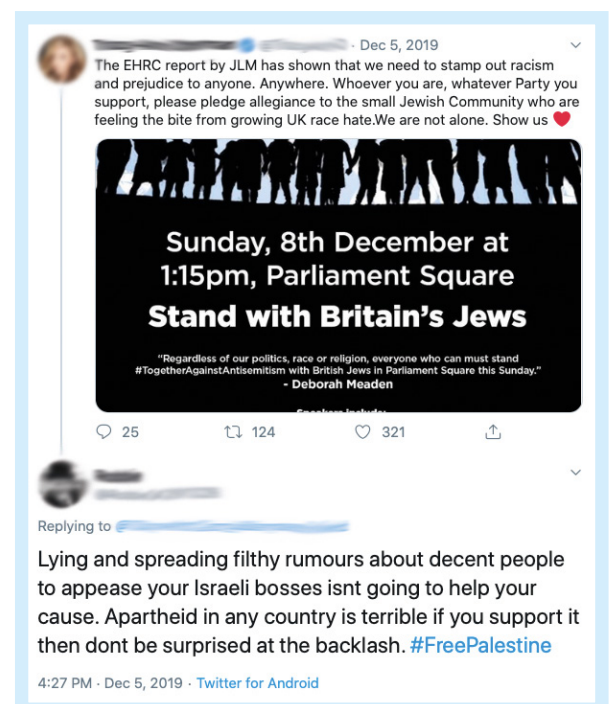 Dec 5, 2019
The EHRC report by JLM has shown that we need to stamp out racism
and prejudice to anyone. Anywhere. Whoever you are, whatever Party you
support, please pledge allegiance to the small Jewish Community who are
feeling the bite from growing UK race hate.We are not alone. Show us ❤️
Sunday, 8th December at
1:15pm, Parliament Square
Stand with Britain's Jews
"Regardless of our politics, race or religion, everyone who can must stand
#TogetherAgainstAntisemitism with British Jews in Parliament Square this Sunday."
- Deborah Meaden
25 124 321
Replying to
Lying and spreading filthy rumours about decent people
to appease your Israeli bosses isnt going to help your
cause. Apartheid in any country is terrible if you support it
then dont be surprised at the backlash. #FreePalestine
4:27 PM · Dec 5, 2019 · Twitter for Android